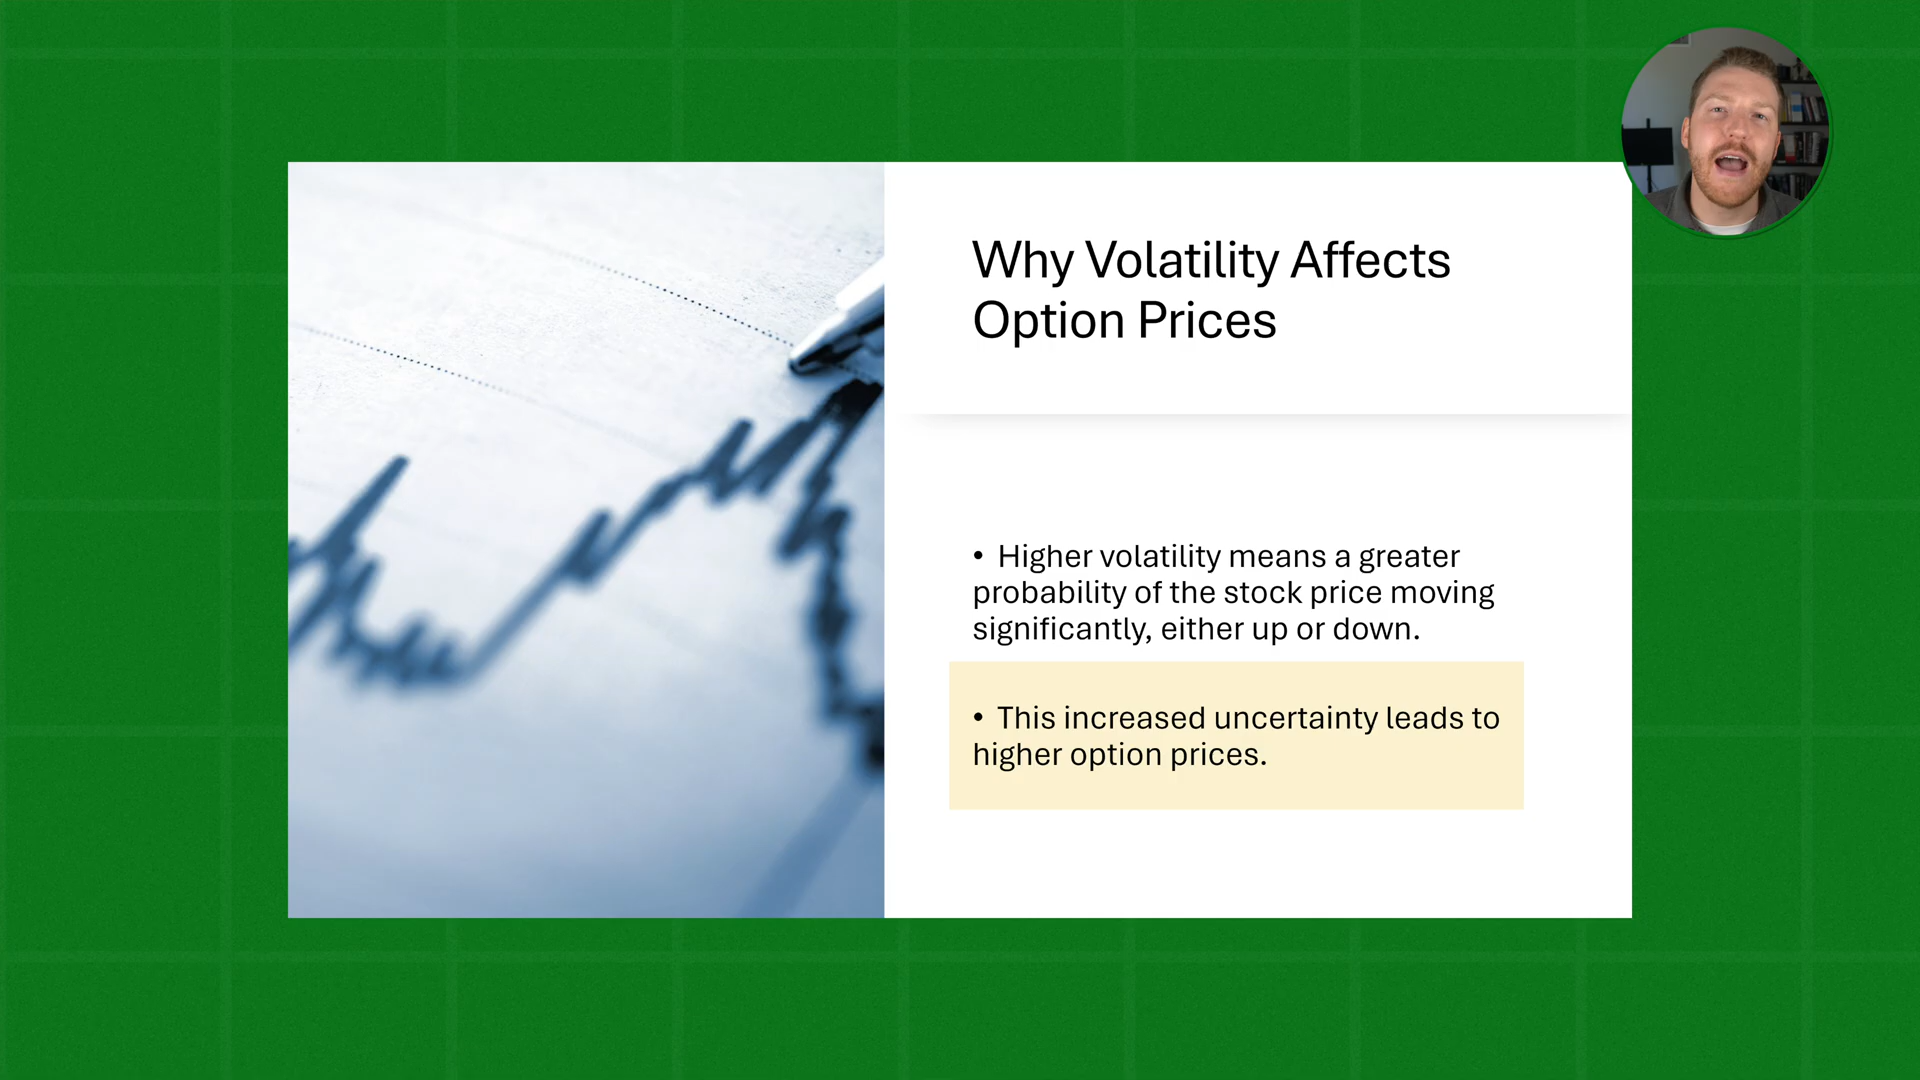 Why Volatility Affects
Option Prices
• Higher volatility means a greater
probability of the stock price moving
significantly, either up or down.
• This increased uncertainty leads to
higher option prices.